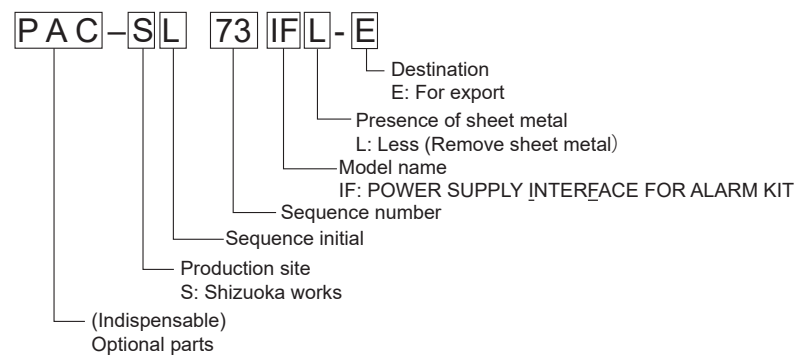 PAC–SL 73 IFL-E
Destination
E: For export
Presence of sheet metal
L: Less (Remove sheet metal）
Model name
IF: POWER SUPPLY INTERFACE FOR ALARM KIT
Sequence number
Sequence initial
Production site
S: Shizuoka works
(Indispensable)
Optional parts